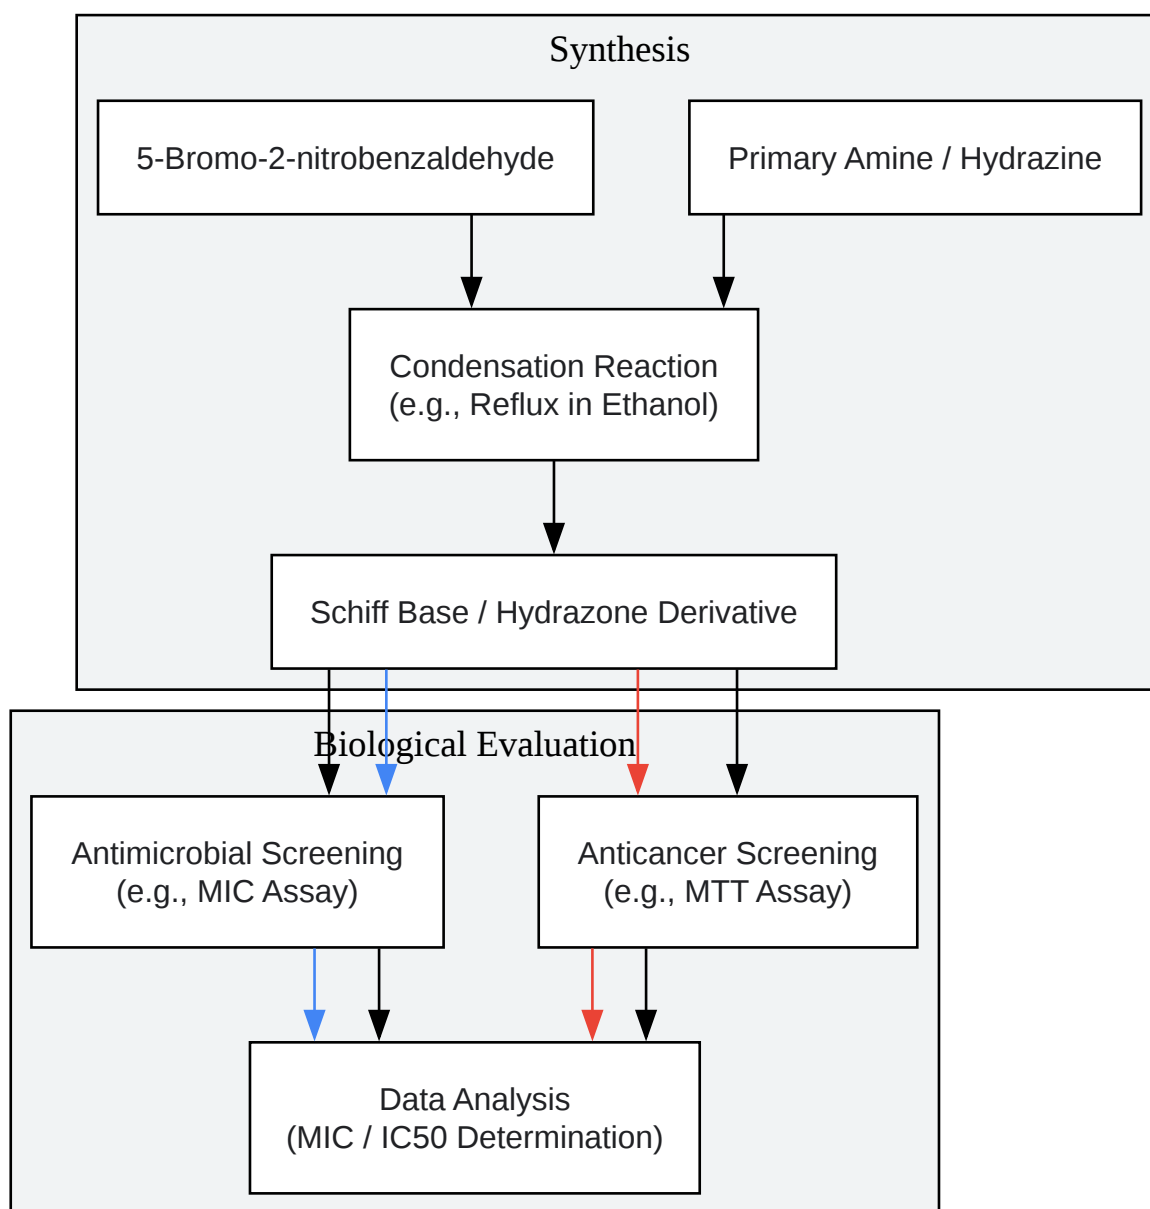 Synthesis
5-Bromo-2-nitrobenzaldehyde
Primary Amine / Hydrazine
Condensation Reaction
(e.g., Reflux in Ethanol)
Schiff Base / Hydrazone Derivative
Biological Evaluation
Antimicrobial Screening
(e.g., MIC Assay)
Anticancer Screening
(e.g., MTT Assay)
Data Analysis
(MIC / IC50 Determination)